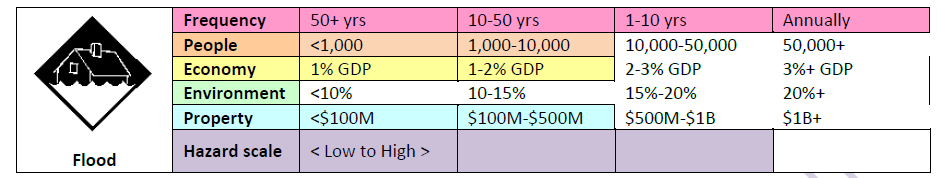 Frequency 50+ yrs 10-50 yrs 1-10 yrs Annually
People <1,000 1,000-10,000 10,000-50,000 50,000+
Economy 1% GDP 1-2% GDP 2-3% GDP 3%+ GDP
Environment <10% 10-15% 15%-20% 20%+
Property <$100M $100M-$500M $500M-$1B $1B+
Hazard scale < Low to High >
Flood